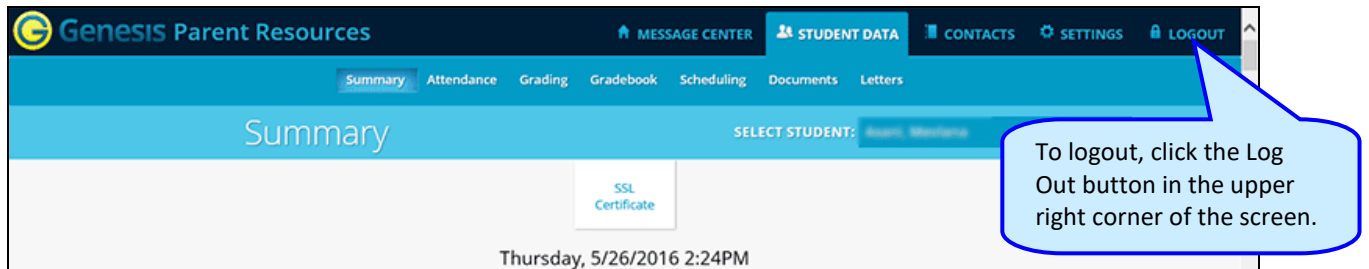 Genesis Parent Resources
MESSAGE CENTER STUDENT DATA CONTACTS SETTINGS LOGOUT
Summary Attendance Grading Gradebook Scheduling Documents Letters
Summary
SELECT STUDENT:
To logout, click the Log
Out button in the upper
right corner of the screen.
SSL
Certificate
Thursday, 5/26/2016 2:24PM